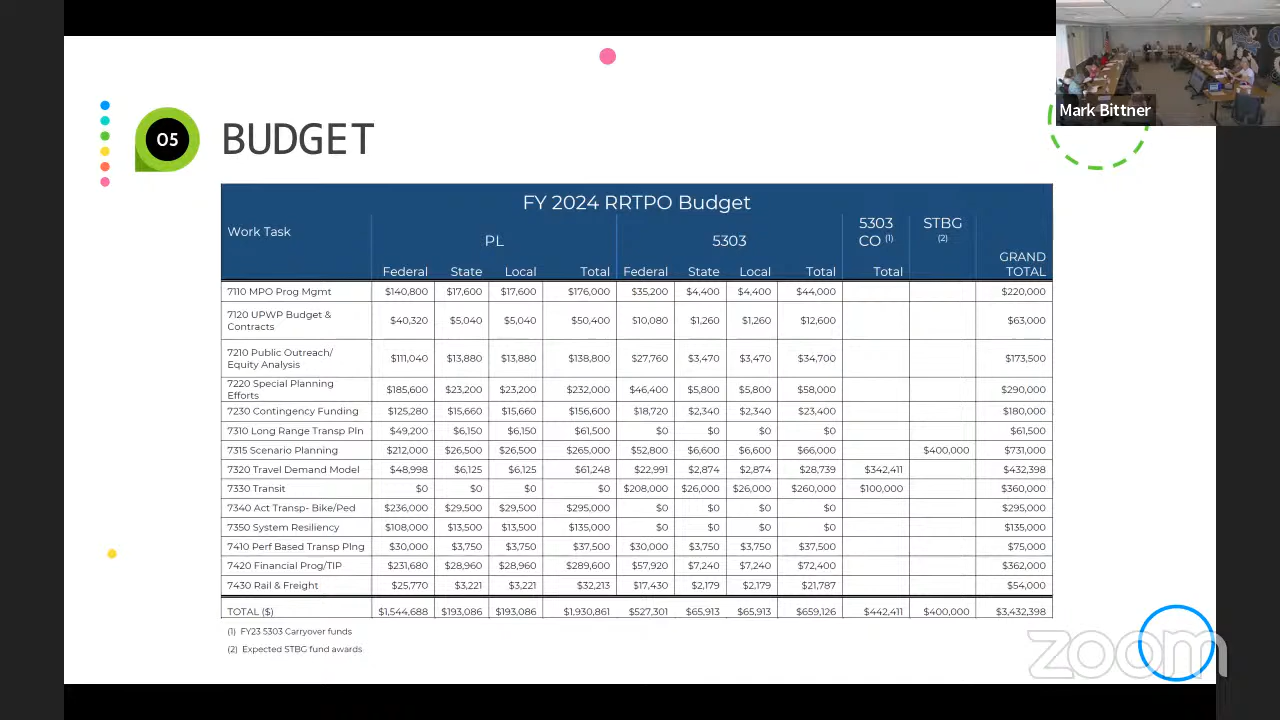 Mark Bittner
05
BUDGET
FY 2024 RRTPO Budget
Work Task PL 5303 5303 CO (1) STBG (2) GRAND TOTAL
Federal State Local Total Federal State Local Total Total
7110 MPO Prog Mgmt $140,800 $17,600 $17,600 $176,000 $35,200 $4,400 $4,400 $44,000 $220,000
7120 UPWP Budget & Contracts $40,320 $5,040 $5,040 $50,400 $10,080 $1,260 $1,260 $12,600 $63,000
7210 Public Outreach/ Equity Analysis $111,040 $13,880 $13,880 $138,800 $27,760 $3,470 $3,470 $34,700 $173,500
7220 Special Planning Efforts $185,600 $23,200 $23,200 $232,000 $46,400 $5,800 $5,800 $58,000 $290,000
7230 Contingency Funding $125,280 $15,660 $15,660 $156,600 $18,720 $2,340 $2,340 $23,400 $180,000
7310 Long Range Transp Pln $49,200 $6,150 $6,150 $61,500 $0 $0 $0 $0 $61,500
7315 Scenario Planning $212,000 $26,500 $26,500 $265,000 $52,800 $6,600 $6,600 $66,000 $400,000 $731,000
7320 Travel Demand Model $48,998 $6,125 $6,125 $61,248 $22,991 $2,874 $2,874 $28,739 $342,411 $432,398
7330 Transit $0 $0 $0 $0 $208,000 $26,000 $26,000 $260,000 $100,000 $360,000
7340 Act Transp- Bike/Ped $236,000 $29,500 $29,500 $295,000 $0 $0 $0 $0 $295,000
7350 System Resiliency $108,000 $13,500 $13,500 $135,000 $0 $0 $0 $0 $135,000
7410 Perf Based Transp Plng $30,000 $3,750 $3,750 $37,500 $30,000 $3,750 $3,750 $37,500 $75,000
7420 Financial Prog/TIP $231,680 $28,960 $28,960 $289,600 $57,920 $7,240 $7,240 $72,400 $362,000
7430 Rail & Freight $25,770 $3,221 $3,221 $32,213 $17,430 $2,179 $2,179 $21,787 $54,000
TOTAL ($) $1,544,688 $193,086 $193,086 $1,930,861 $527,301 $65,913 $65,913 $659,126 $442,411 $400,000 $3,432,398
(1) FY23 5303 Carryover funds
(2) Expected STBG fund awards
zoom